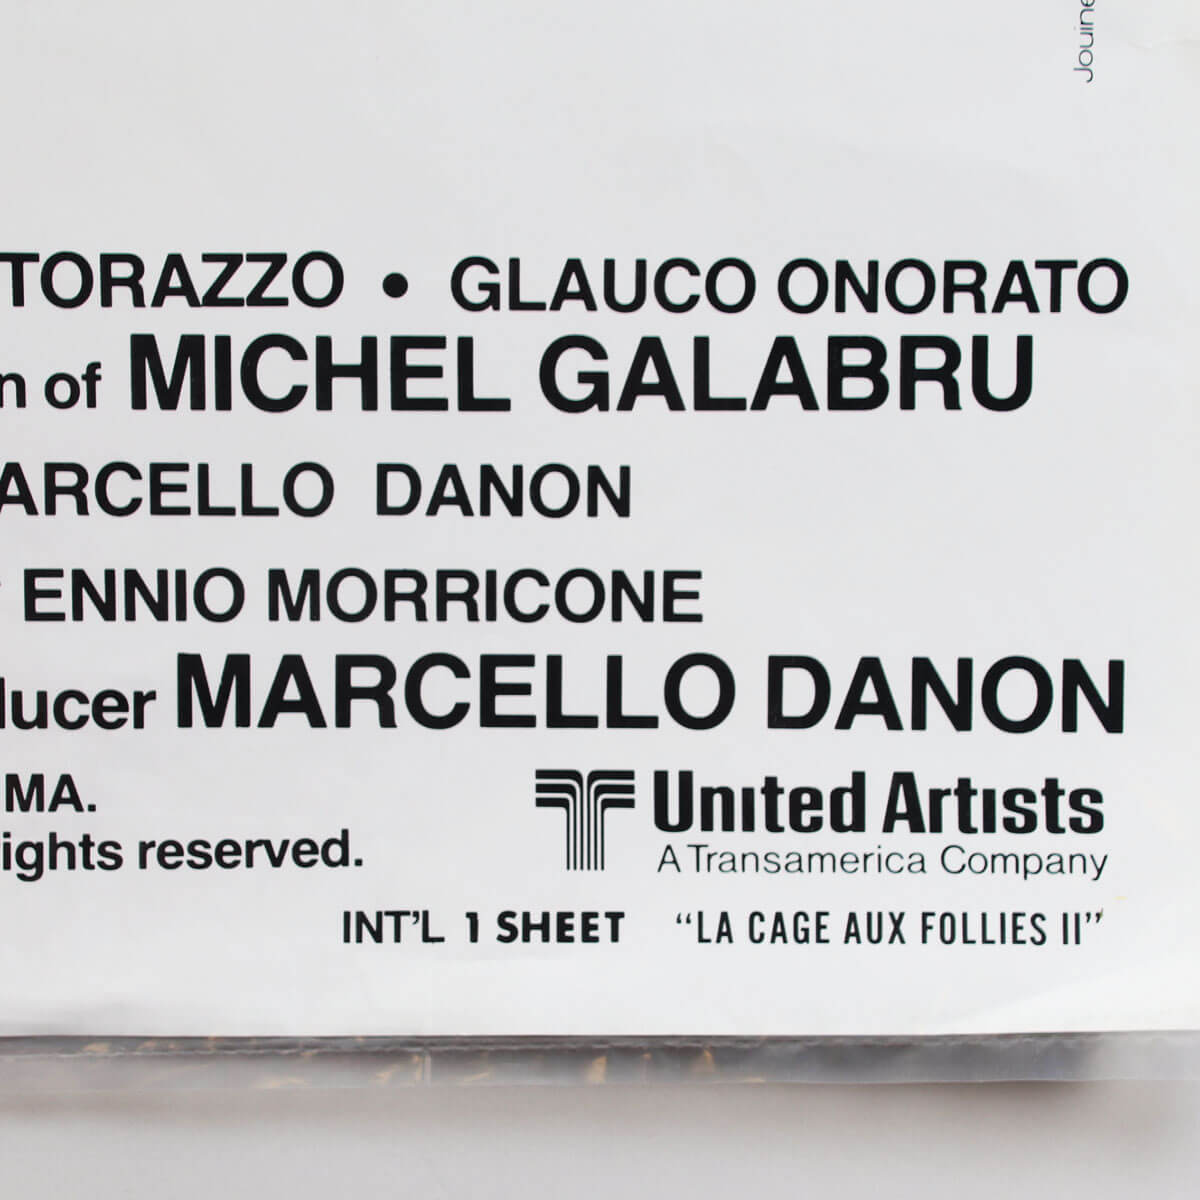 Jouine
TORAZZO • GLAUCO ONORATO
n of MICHEL GALABRU
ARCELLO DANON
ENNIO MORRICONE
ducer MARCELLO DANON
MA.
ights reserved.
United Artists
A Transamerica Company
INT'L 1 SHEET "LA CAGE AUX FOLLIES II"